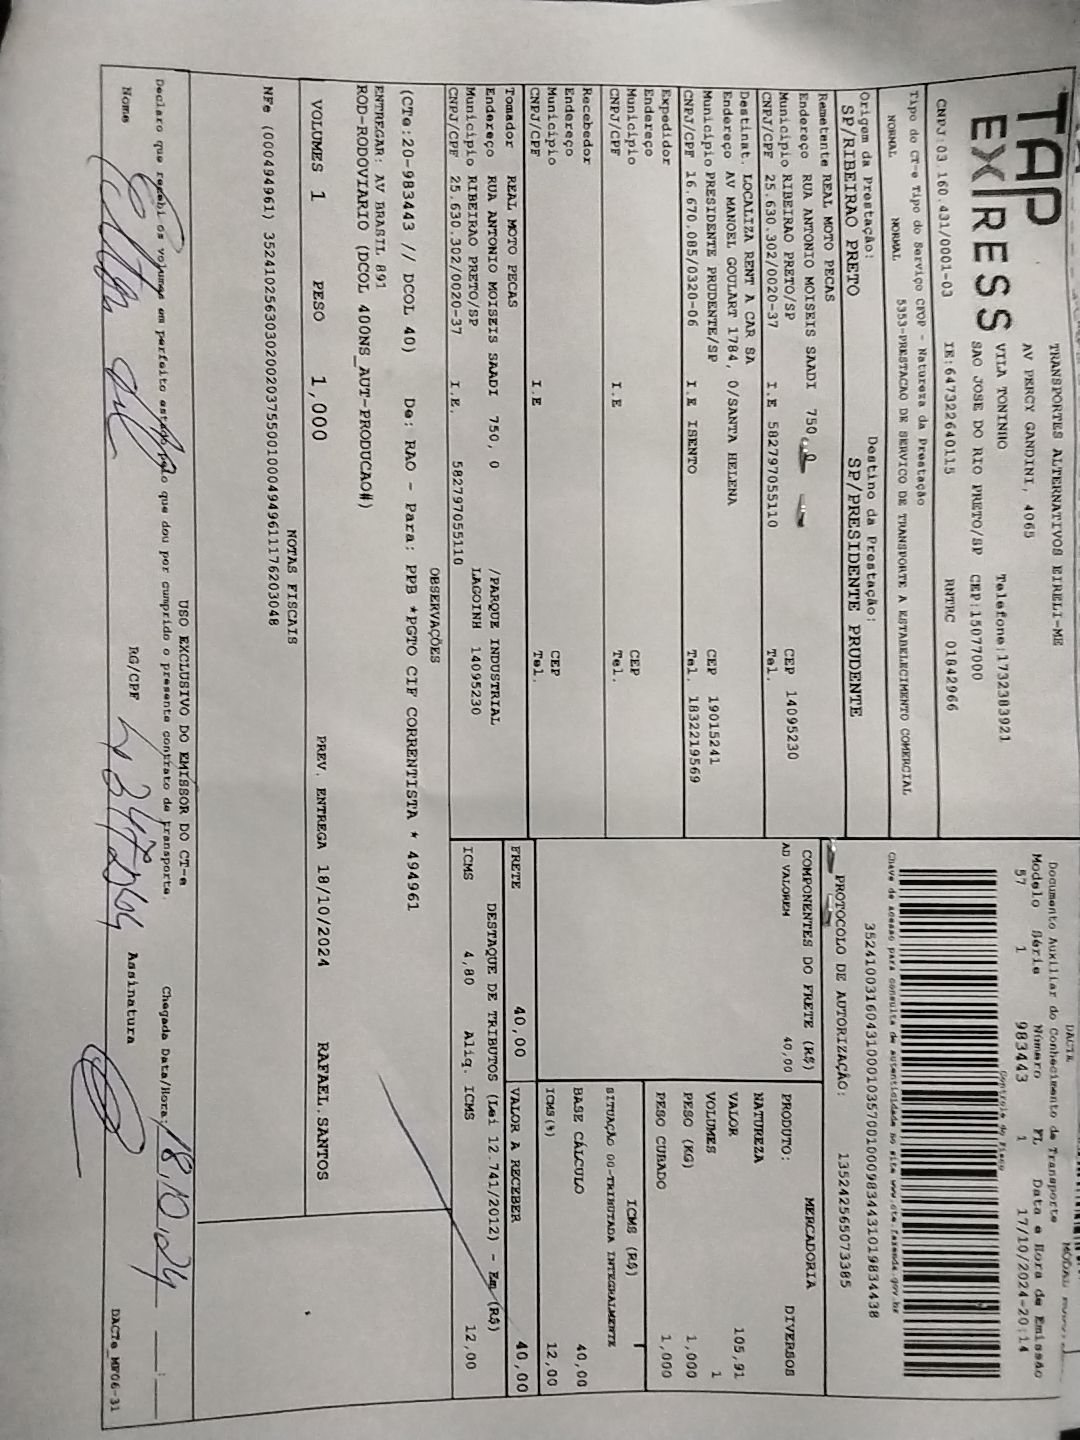 TAP
EXPRESS
TRANSPORTES ALTERNATIVOS EIRELI-ME
AV PERCY GANDINI, 4065
VILA TONINHO Telefone:1732383921
SAO JOSE DO RIO PRETO/SP CEP:15077000
CNPJ:03.160.431/0001-03 IE:647322640115 RNTRC 01842966
Tipo do CT-e Tipo do Serviço CFOP - Natureza da Prestação
NORMAL NORMAL 5353-PRESTACAO DE SERVICO DE TRANSPORTE A ESTABELECIMENTO COMERCIAL
Origem da Prestação: Destino da Prestação:
SP/RIBEIRAO PRETO SP/PRESIDENTE PRUDENTE
DACTE
Documento Auxiliar do Conhecimento de Transporte
Modelo Série Número FL Data e Hora de Emissão
57 1 983443 1 17/10/2024-20:14
Controle do Fisco
Chave de acesso para consulta de autenticidade no site www.cte.fazenda.gov.br
PROTOCOLO DE AUTORIZAÇÃO: 135242565073385
Remetante REAL MOTO PECAS
Endereço RUA ANTONIO MOISEIS SAADI 750
Município RIBEIRAO PRETO/SP CEP 14095230
CNPJ/CPF 25.630.302/0020-37 I.E 582797055110 Tel.
Destinat. LOCALIZA RENT A CAR SA
Endereço AV MANOEL GOULART 1784, 0/SANTA HELENA
Município PRESIDENTE PRUDENTE/SP CEP 19015241
CNPJ/CPF 16.670.085/0320-06 I.E ISENTO Tel. 1832219569
Expedidor
Endereço
Município CEP
CNPJ/CPF I.E Tel.
Recebedor
Endereço
Município CEP
CNPJ/CPF I.E Tel.
Tomador REAL MOTO PECAS
Endereço RUA ANTONIO MOISEIS SAADI 750, 0 /PARQUE INDUSTRIAL
Município RIBEIRAO PRETO/SP LAGOINH 14095230
CNPJ/CPF 25.630.302/0020-37 I.E. 582797055110
COMPONENTES DO FRETE (R$)
AD VALOREM 40,00
PRODUTO: MERCADORIA DIVERSOS
NATUREZA
VALOR 105,91
VOLUMES 1
PESO (KG) 1,000
PESO CUBADO 1,000
ICMS (R$)
SITUAÇÃO 00-TRIBUTADA INTEGRALMENTE
BASE CÁLCULO 40,00
ICMS(%) 12,00
FRETE 40,00 VALOR A RECEBER 40,00
DESTAQUE DE TRIBUTOS (Lei 12.741/2012) - Em (R$)
ICMS 4,80 Aliq. ICMS 12,00
OBSERVAÇÕES
(CTe:20-983443 // DCOL 40) De: RAO - Para: PPB *PGTO CIF CORRENTISTA * 494961
ENTREGAR: AV BRASIL 891
ROD-RODOVIARIO (DCOL 400NS_AUT-PRODUCAO#)
VOLUMES 1 PESO 1,000 PREV. ENTREGA 18/10/2024 RAFAEL.SANTOS
NOTAS FISCAIS
NFe (000494961)
USO EXCLUSIVO DO EMISSOR DO CT-e
Declaro que recebi os volumes em perfeito estado pelo que dou por cumprido o presente contrato de transporte. Chegada Data/Hora: 18.10.24
Nome RG/CPF Assinatura
DACTe_MF06-31